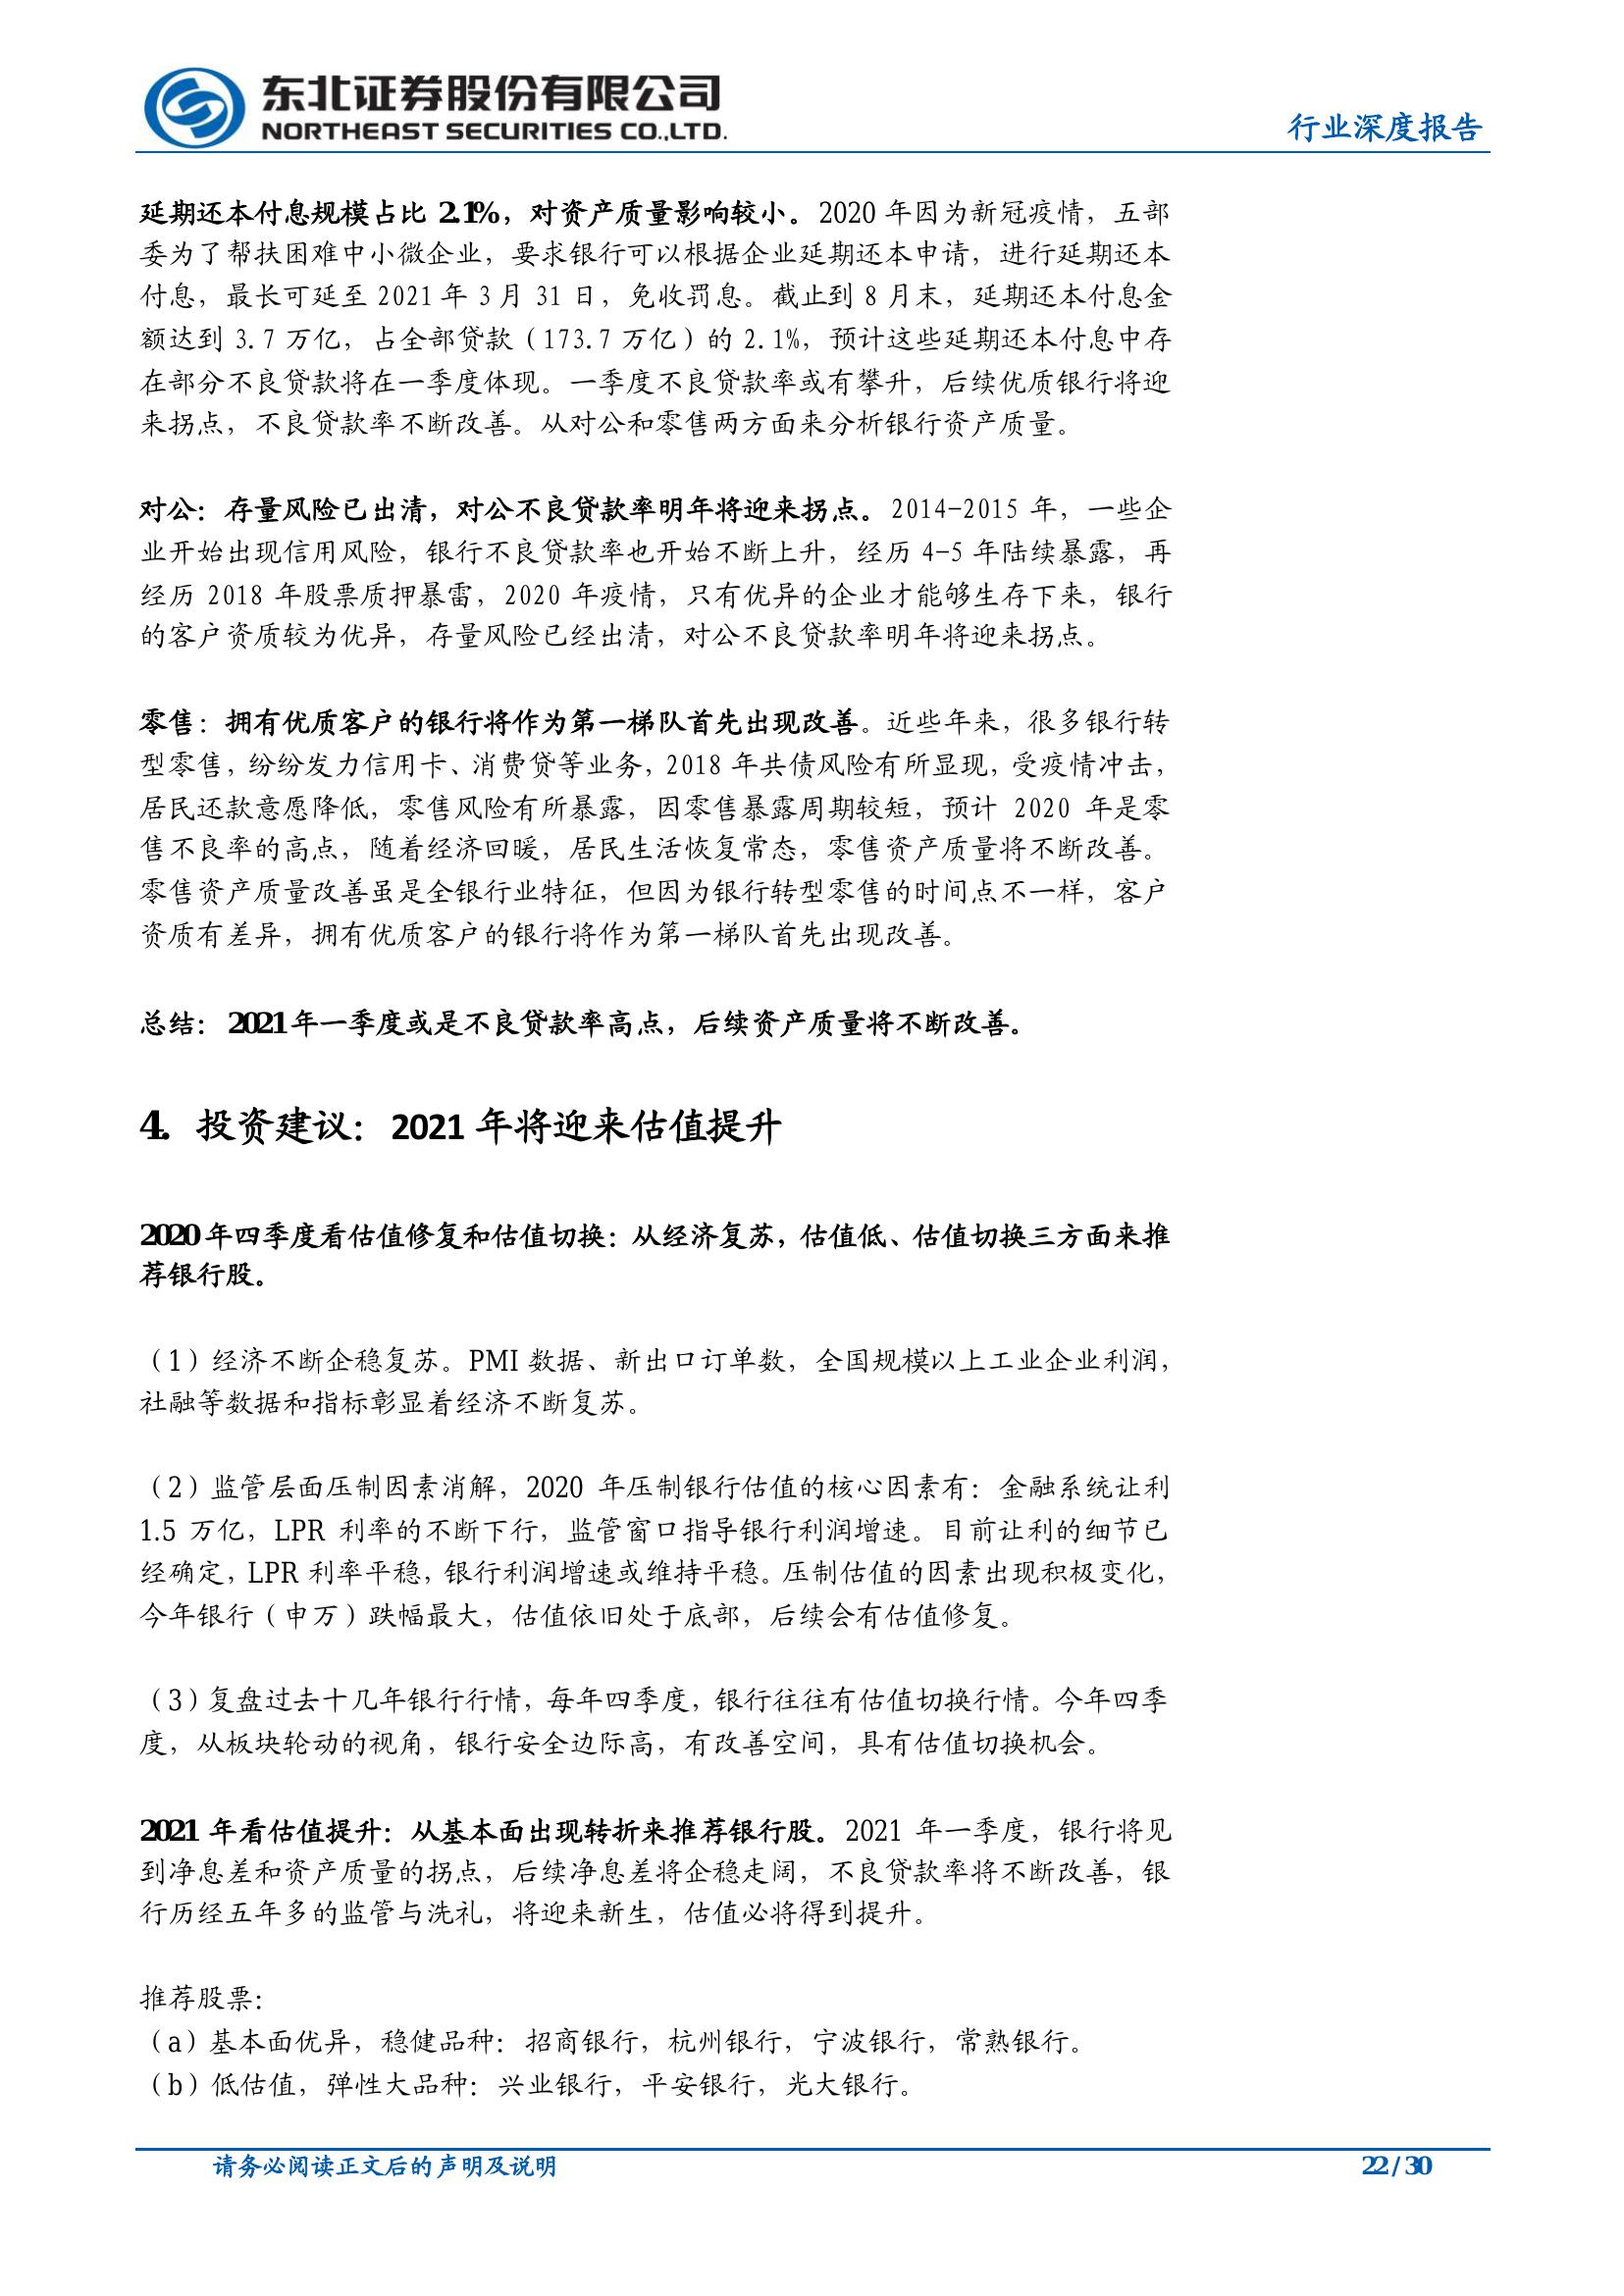 东北证券股份有限公司
NORTHEAST SECURITIES CO.,LTD.
行业深度报告
延期还本付息规模占比 2.1%，对资产质量影响较小。2020 年因为新冠疫情，五部
委为了帮扶困难中小微企业，要求银行可以根据企业延期还本申请，进行延期还本
付息，最长可延至 2021 年 3 月 31 日，免收罚息。截止到 8 月末，延期还本付息金
额达到 3.7 万亿，占全部贷款（173.7 万亿）的 2.1%，预计这些延期还本付息中存
在部分不良贷款将在一季度体现。一季度不良贷款率或有攀升，后续优质银行将迎
来拐点，不良贷款率不断改善。从对公和零售两方面来分析银行资产质量。
对公：存量风险已出清，对公不良贷款率明年将迎来拐点。2014-2015 年，一些企
业开始出现信用风险，银行不良贷款率也开始不断上升，经历 4-5 年陆续暴露，再
经历 2018 年股票质押暴雷，2020 年疫情，只有优异的企业才能够生存下来，银行
的客户资质较为优异，存量风险已经出清，对公不良贷款率明年将迎来拐点。
零售：拥有优质客户的银行将作为第一梯队首先出现改善。近些年来，很多银行转
型零售，纷纷发力信用卡、消费贷等业务，2018 年共债风险有所显现，受疫情冲击，
居民还款意愿降低，零售风险有所暴露，因零售暴露周期较短，预计 2020 年是零
售不良率的高点，随着经济回暖，居民生活恢复常态，零售资产质量将不断改善。
零售资产质量改善虽是全银行业特征，但因为银行转型零售的时间点不一样，客户
资质有差异，拥有优质客户的银行将作为第一梯队首先出现改善。
总结：2021 年一季度或是不良贷款率高点，后续资产质量将不断改善。
4. 投资建议：2021 年将迎来估值提升
2020 年四季度看估值修复和估值切换：从经济复苏，估值低、估值切换三方面来推
荐银行股。
（1）经济不断企稳复苏。PMI 数据、新出口订单数，全国规模以上工业企业利润，
社融等数据和指标彰显着经济不断复苏。
（2）监管层面压制因素消解，2020 年压制银行估值的核心因素有：金融系统让利
1.5 万亿，LPR 利率的不断下行，监管窗口指导银行利润增速。目前让利的细节已
经确定，LPR 利率平稳，银行利润增速或维持平稳。压制估值的因素出现积极变化，
今年银行（申万）跌幅最大，估值依旧处于底部，后续会有估值修复。
（3）复盘过去十几年银行行情，每年四季度，银行往往有估值切换行情。今年四季
度，从板块轮动的视角，银行安全边际高，有改善空间，具有估值切换机会。
2021 年看估值提升：从基本面出现转折来推荐银行股。2021 年一季度，银行将见
到净息差和资产质量的拐点，后续净息差将企稳走阔，不良贷款率将不断改善，银
行历经五年多的监管与洗礼，将迎来新生，估值必将得到提升。
推荐股票：
（a）基本面优异，稳健品种：招商银行，杭州银行，宁波银行，常熟银行。
（b）低估值，弹性大品种：兴业银行，平安银行，光大银行。
请务必阅读正文后的声明及说明
22 / 30